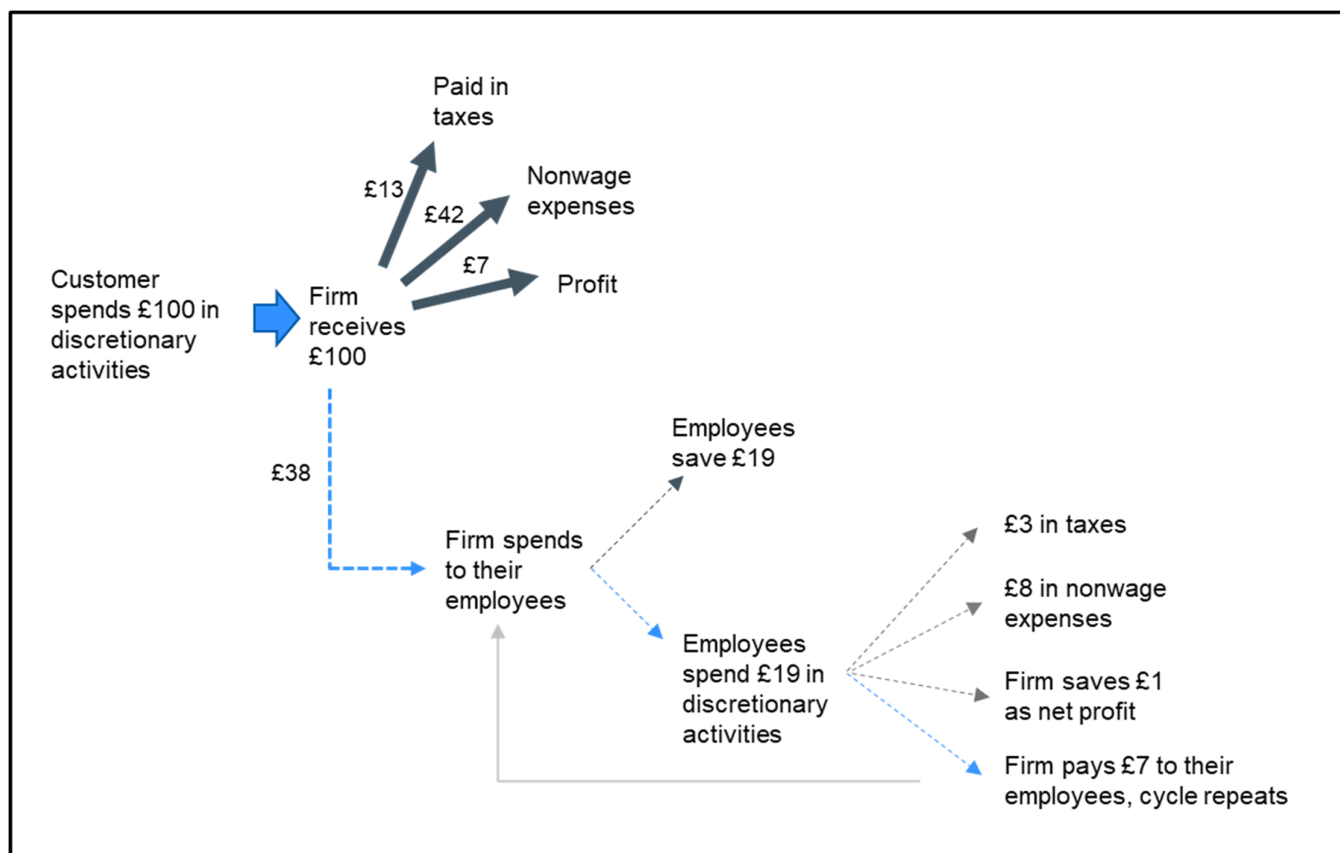 Paid in
taxes
£13
Nonwage
expenses
£42
£7
Profit
Customer
spends £100 in
discretionary
activities
Firm
receives
£100
£38
Employees
save £19
Firm spends
to their
employees
Employees
spend £19 in
discretionary
activities
£3 in taxes
£8 in nonwage
expenses
Firm saves £1
as net profit
Firm pays £7 to their
employees, cycle repeats